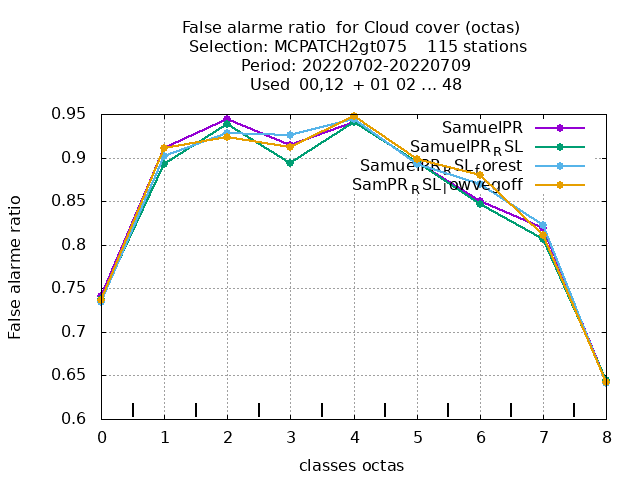 False alarme ratio  for Cloud cover (octas)
Selection: MCPATCH2gt075    115 stations
Period: 20220702-20220709
Used  00,12  + 01 02 ... 48
SamuelPR
SamuelPR_RSL
SamuelPR_RSL_forest
SamPR_RSL_lowvegoff
False alarme ratio
0.95
0.9
0.85
0.8
0.75
0.7
0.65
0.6
0 1 2 3 4 5 6 7 8
classes octas